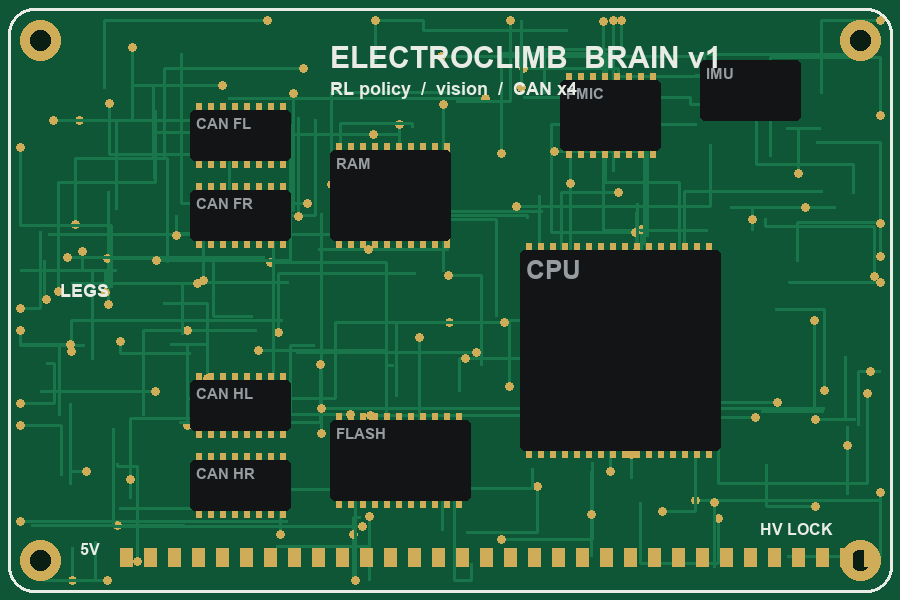 ELECTROCLIMB BRAIN v1
RL policy / vision / CAN x4
PMIC
IMU
CAN FL
RAM
CAN FR
CPU
LEGS
CAN HL
FLASH
CAN HR
HV LOCK
5V